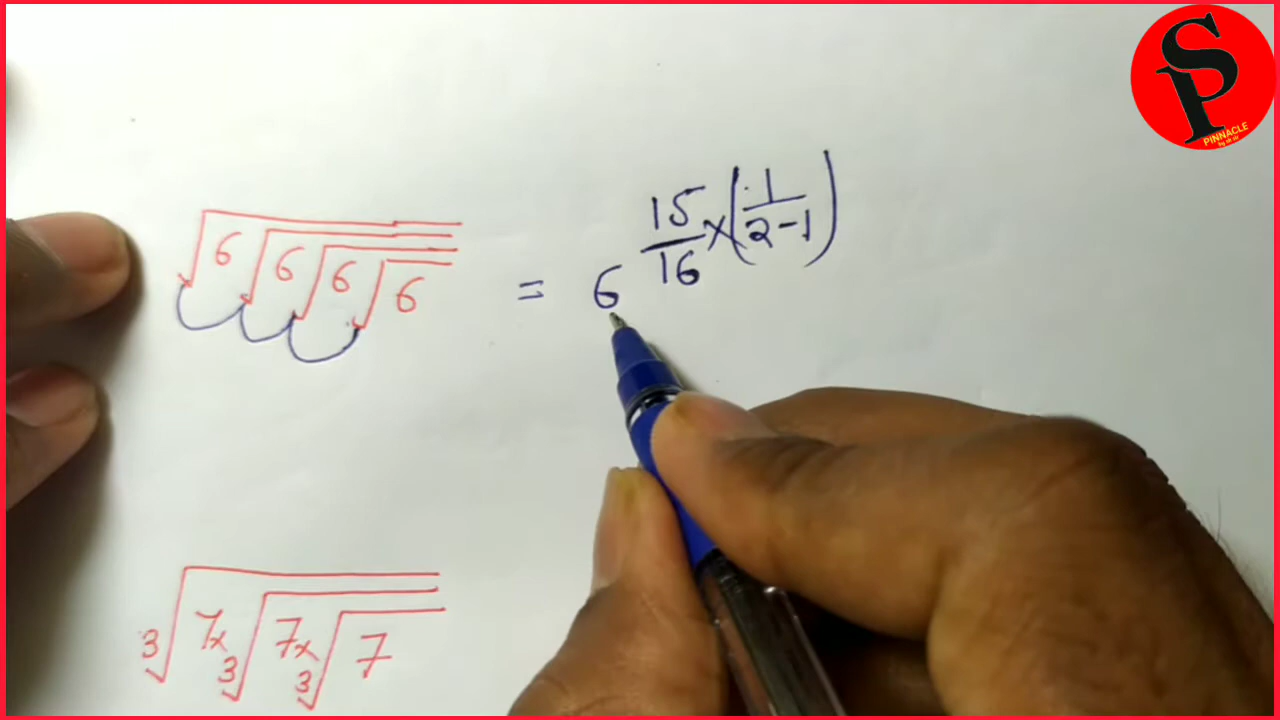 SP
PINNACLE
√6√6√6√6 = 6^(15/16 × (1/(2-1)))
³√7×³√7×³√7